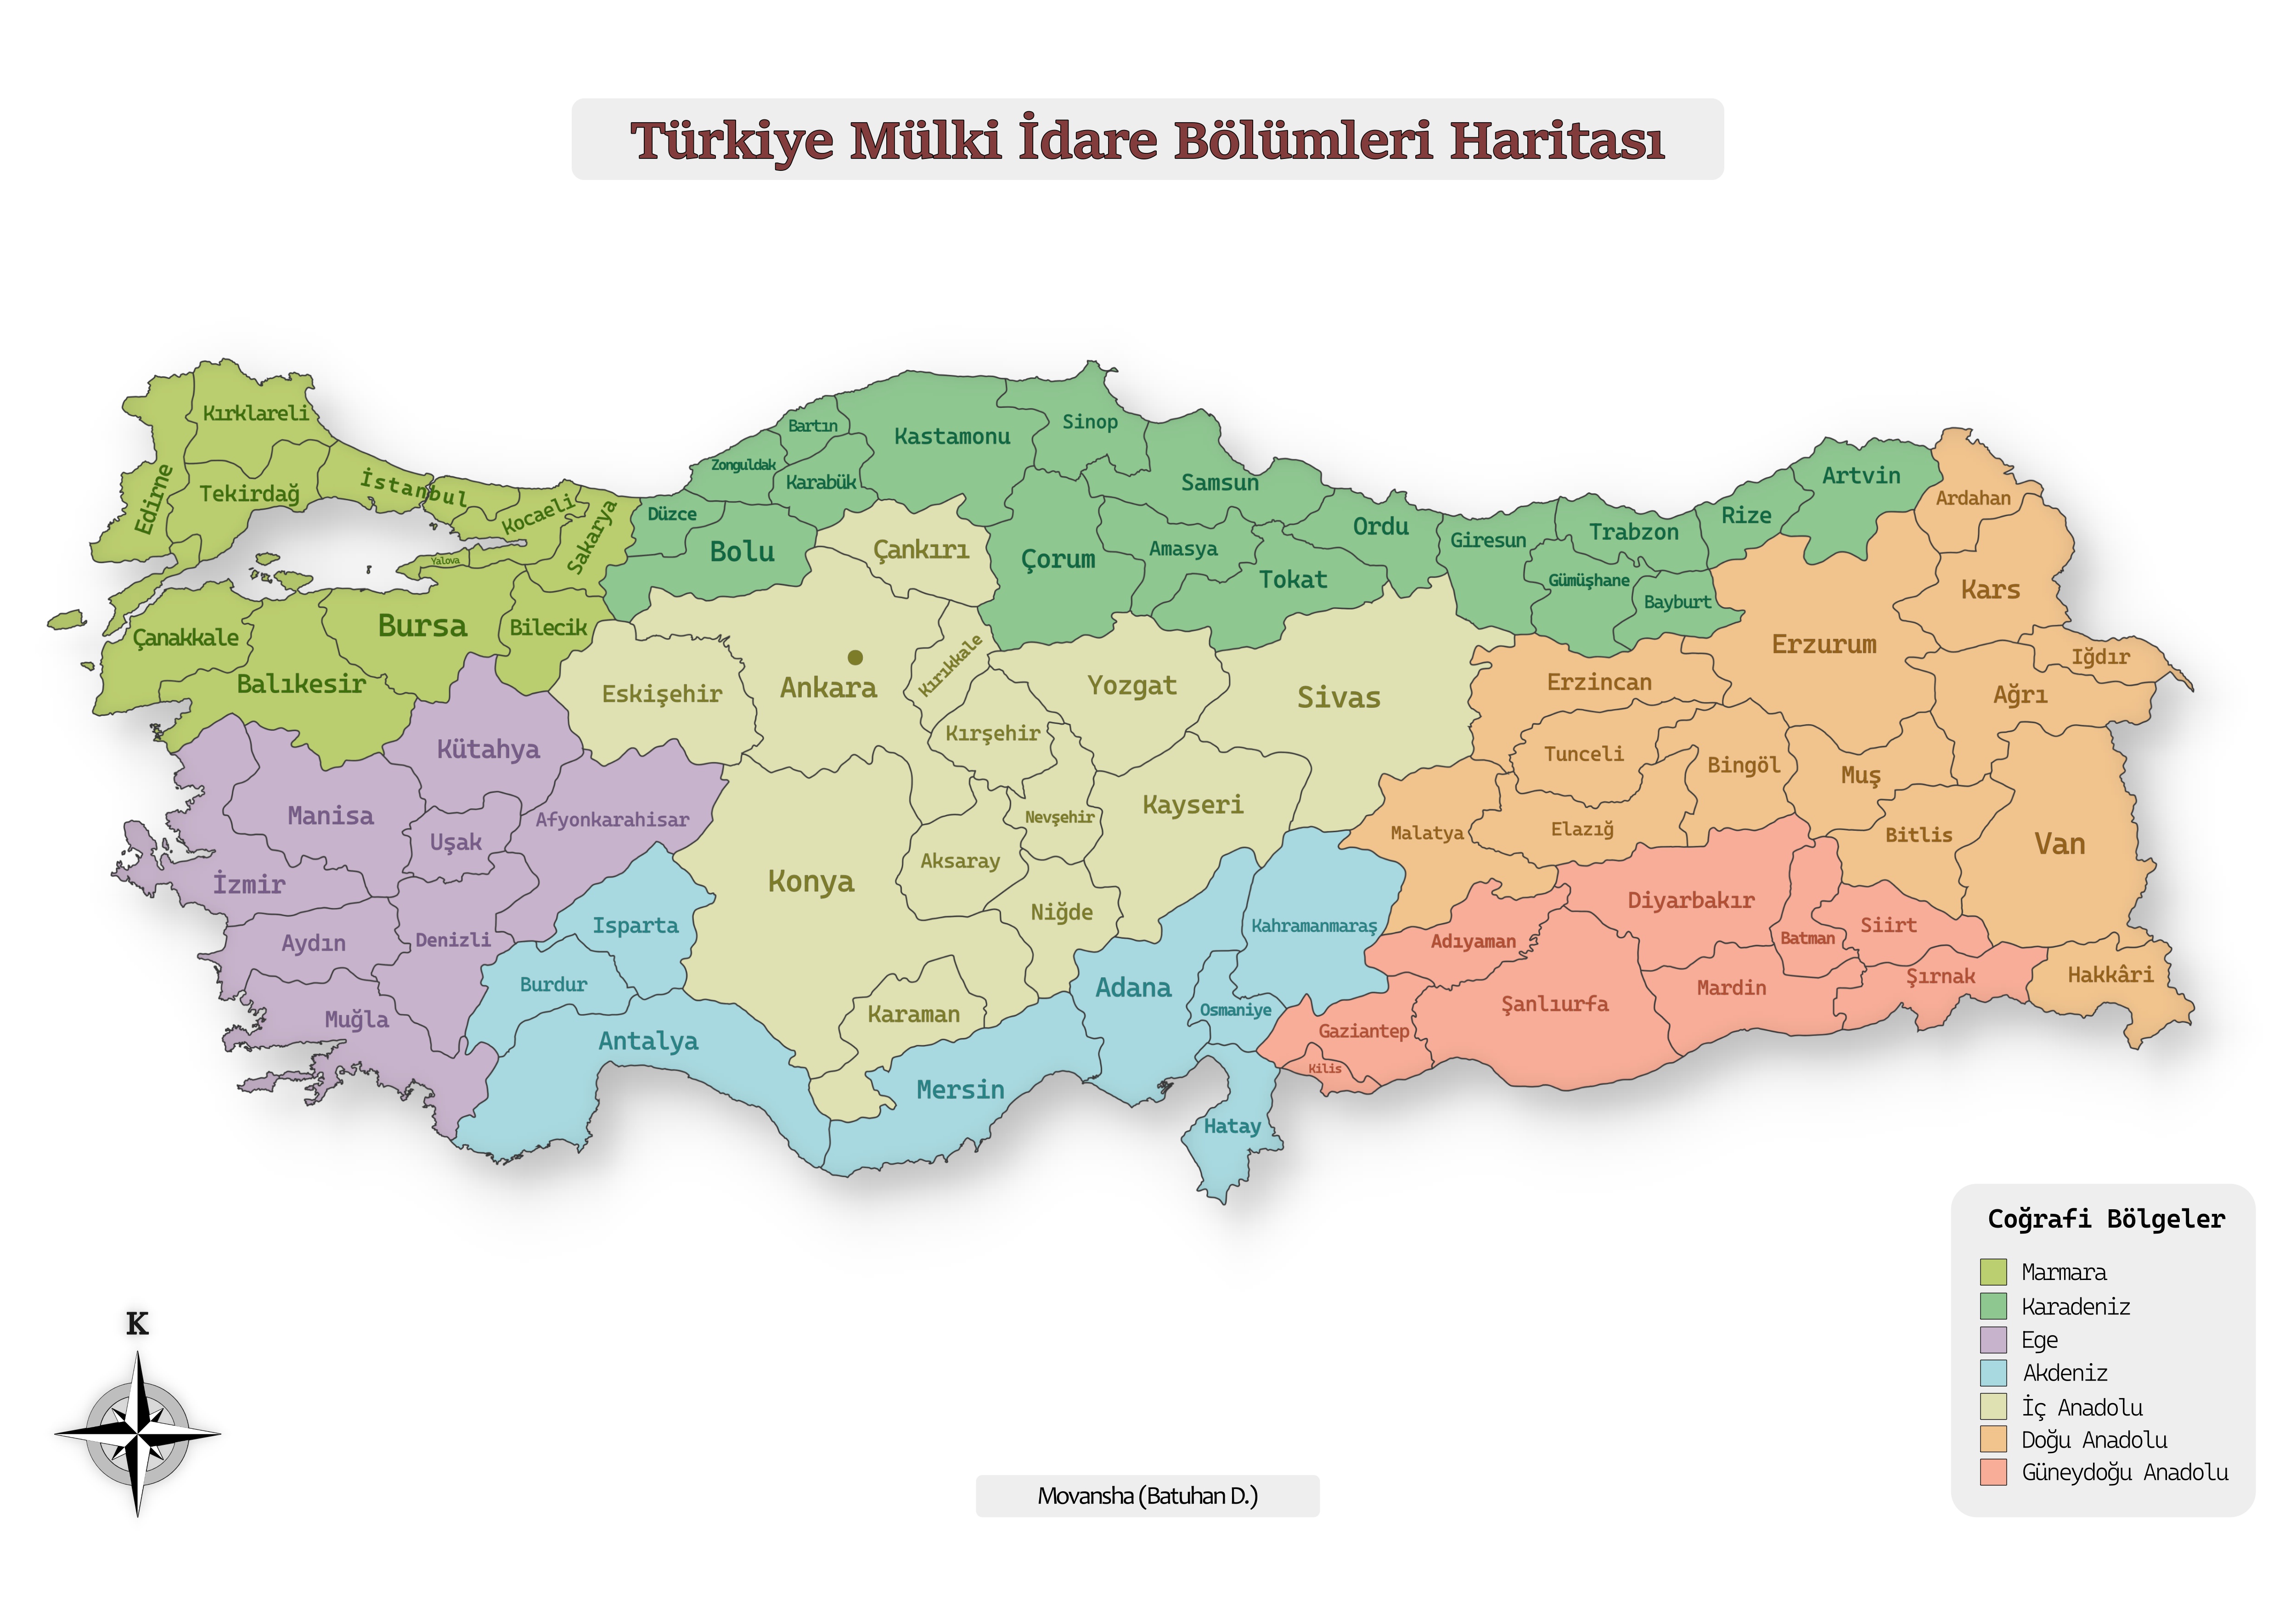 Türkiye Mülki İdare Bölümleri Haritası
Kırklareli
Edirne
Tekirdağ
İstanbul
Kocaeli
Sakarya
Yalova
Çanakkale
Balıkesir
Bursa
Bilecik
Bartın
Zonguldak
Karabük
Kastamonu
Sinop
Samsun
Düzce
Bolu
Çankırı
Çorum
Amasya
Tokat
Ordu
Giresun
Trabzon
Gümüşhane
Bayburt
Rize
Artvin
Ardahan
Kars
Iğdır
Ağrı
Erzurum
Erzincan
Eskişehir
Ankara
Kırıkkale
Yozgat
Sivas
Kırşehir
Kütahya
Manisa
Uşak
Afyonkarahisar
İzmir
Aydın
Denizli
Muğla
Konya
Aksaray
Nevşehir
Kayseri
Niğde
Karaman
Isparta
Burdur
Antalya
Mersin
Adana
Osmaniye
Kahramanmaraş
Hatay
Tunceli
Bingöl
Muş
Elazığ
Malatya
Bitlis
Van
Hakkâri
Adıyaman
Diyarbakır
Batman
Siirt
Şırnak
Mardin
Şanlıurfa
Gaziantep
Kilis
Coğrafi Bölgeler
Marmara
Karadeniz
Ege
Akdeniz
İç Anadolu
Doğu Anadolu
Güneydoğu Anadolu
K
Movansha (Batuhan D.)